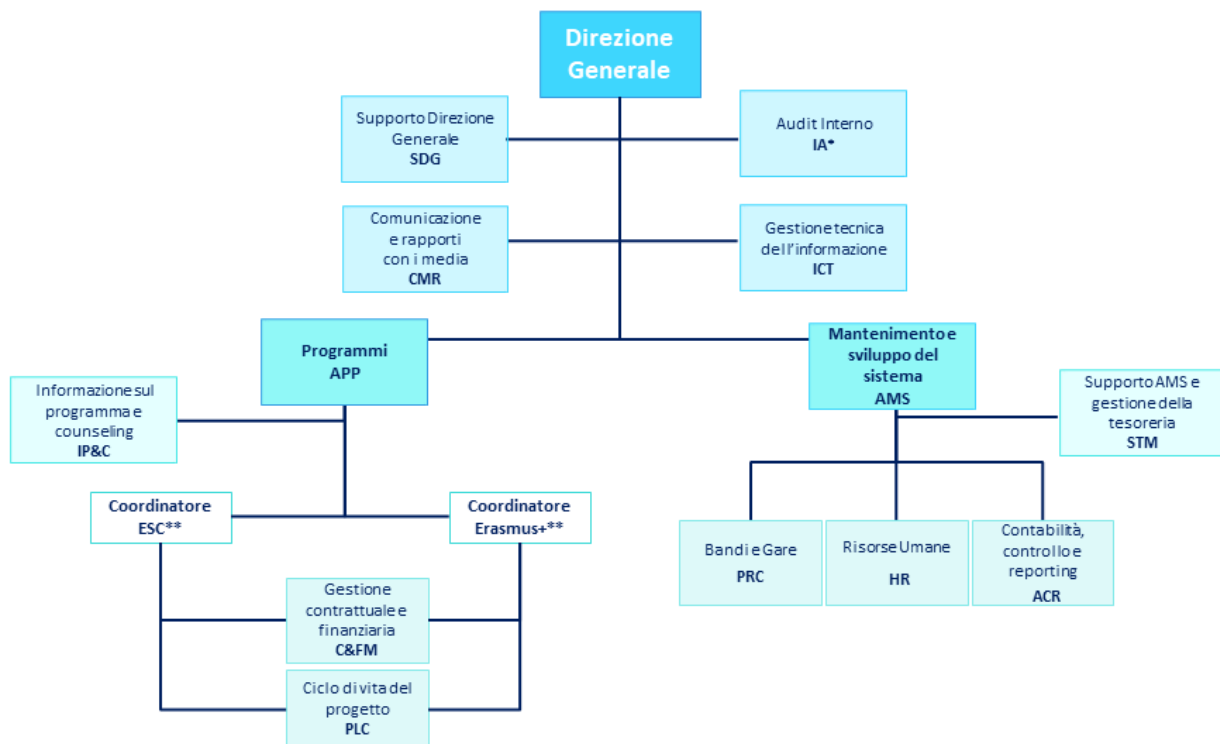 Direzione
Generale
Supporto Direzione
Generale
SDG
Audit Interno
IA*
Comunicazione
e rapporti
con i media
CMR
Gestione tecnica
dell'informazione
ICT
Programmi
APP
Mantenimento e
sviluppo del
sistema
AMS
Informazione sul
programma e
counseling
IP&C
Supporto AMS e
gestione della
tesoreria
STM
Coordinatore
ESC**
Coordinatore
Erasmus+**
Bandi e Gare
PRC
Risorse Umane
HR
Contabilità,
controllo e
reporting
ACR
Gestione
contrattuale e
finanziaria
C&FM
Ciclo di vita del
progetto
PLC